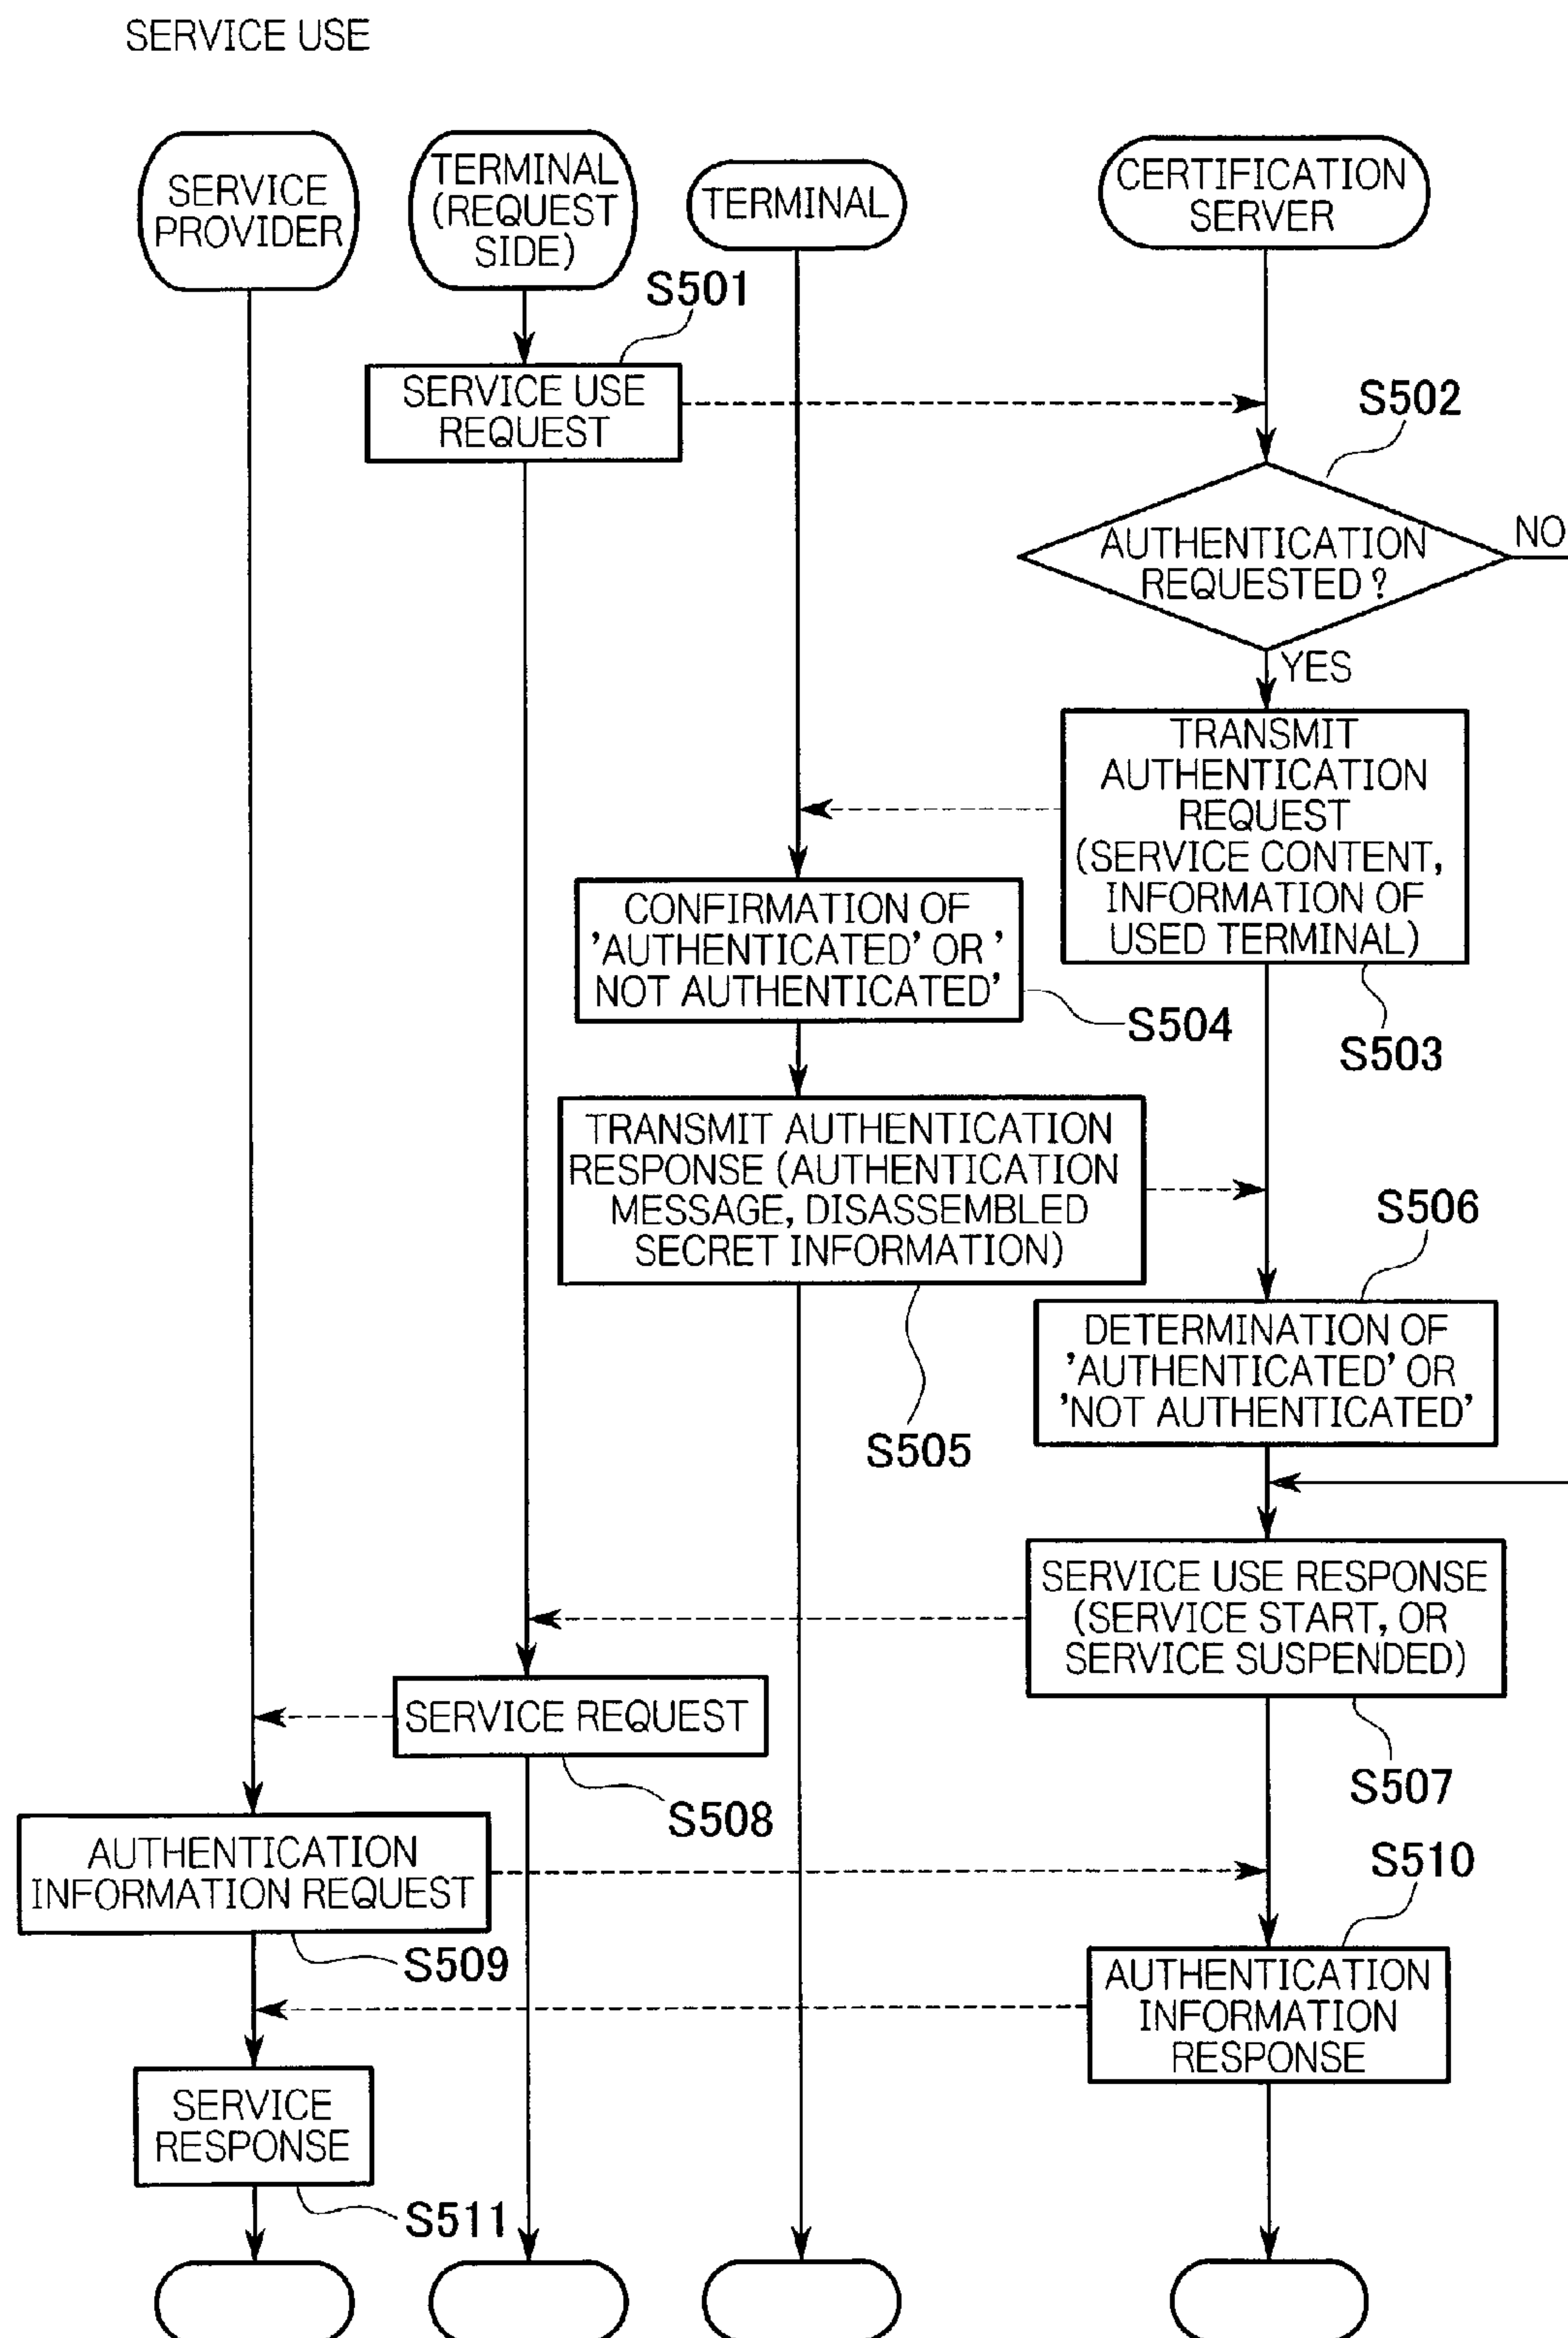 SERVICE USE
SERVICE
PROVIDER
TERMINAL
(REQUEST
SIDE)
TERMINAL
CERTIFICATION
SERVER
S501
SERVICE USE
REQUEST
S502
AUTHENTICATION
REQUESTED?
NO
YES
TRANSMIT
AUTHENTICATION
REQUEST
(SERVICE CONTENT,
INFORMATION OF
USED TERMINAL)
S503
CONFIRMATION OF
'AUTHENTICATED' OR '
NOT AUTHENTICATED'
S504
TRANSMIT AUTHENTICATION
RESPONSE (AUTHENTICATION
MESSAGE, DISASSEMBLED
SECRET INFORMATION)
S505
S506
DETERMINATION OF
'AUTHENTICATED' OR
'NOT AUTHENTICATED'
SERVICE USE RESPONSE
(SERVICE START, OR
SERVICE SUSPENDED)
S507
SERVICE REQUEST
S508
AUTHENTICATION
INFORMATION REQUEST
S509
S510
AUTHENTICATION
INFORMATION
RESPONSE
SERVICE
RESPONSE
S511